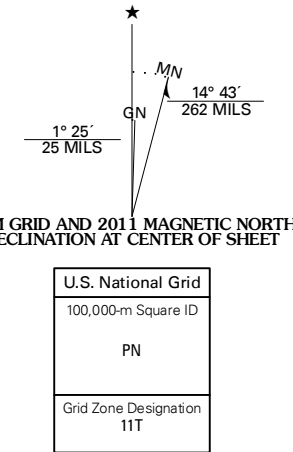 ★
MN
GN
14° 43´
262 MILS
1° 25´
25 MILS
M GRID AND 2011 MAGNETIC NORTH
ECLINATION AT CENTER OF SHEET
U.S. National Grid
100,000-m Square ID
PN
Grid Zone Designation
11T